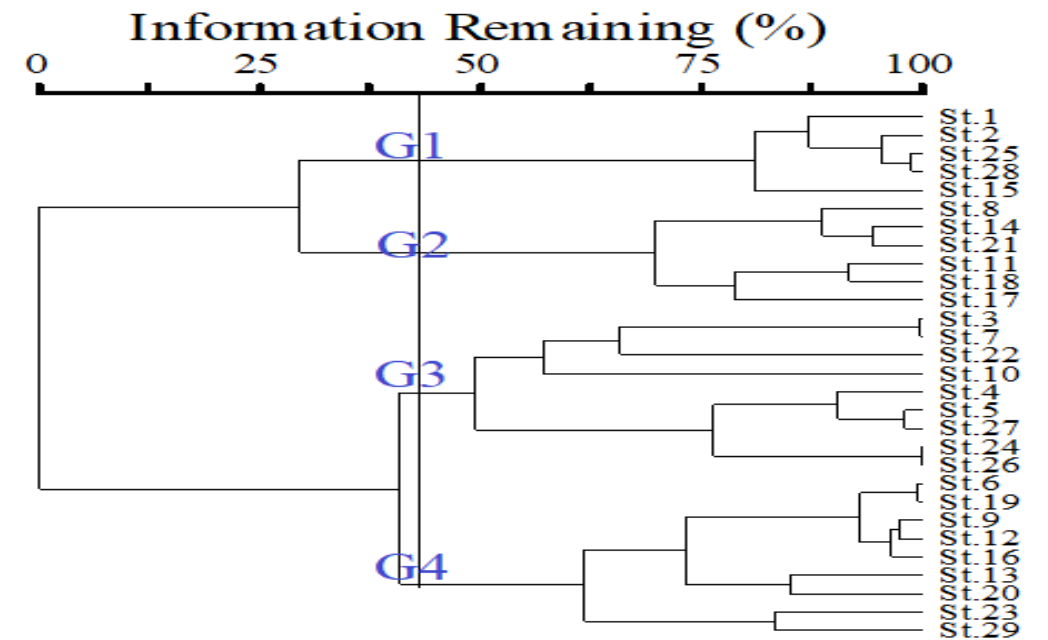 Information Remaining (%)
0 25 50 75 100
St.1
St.2
G1
St.25
St.28
St.15
St.8
St.14
G2
St.21
St.11
St.18
St.17
St.3
St.7
St.22
G3
St.10
St.4
St.5
St.27
St.24
St.26
St.6
St.19
St.9
St.12
St.16
G4
St.13
St.20
St.23
St.29